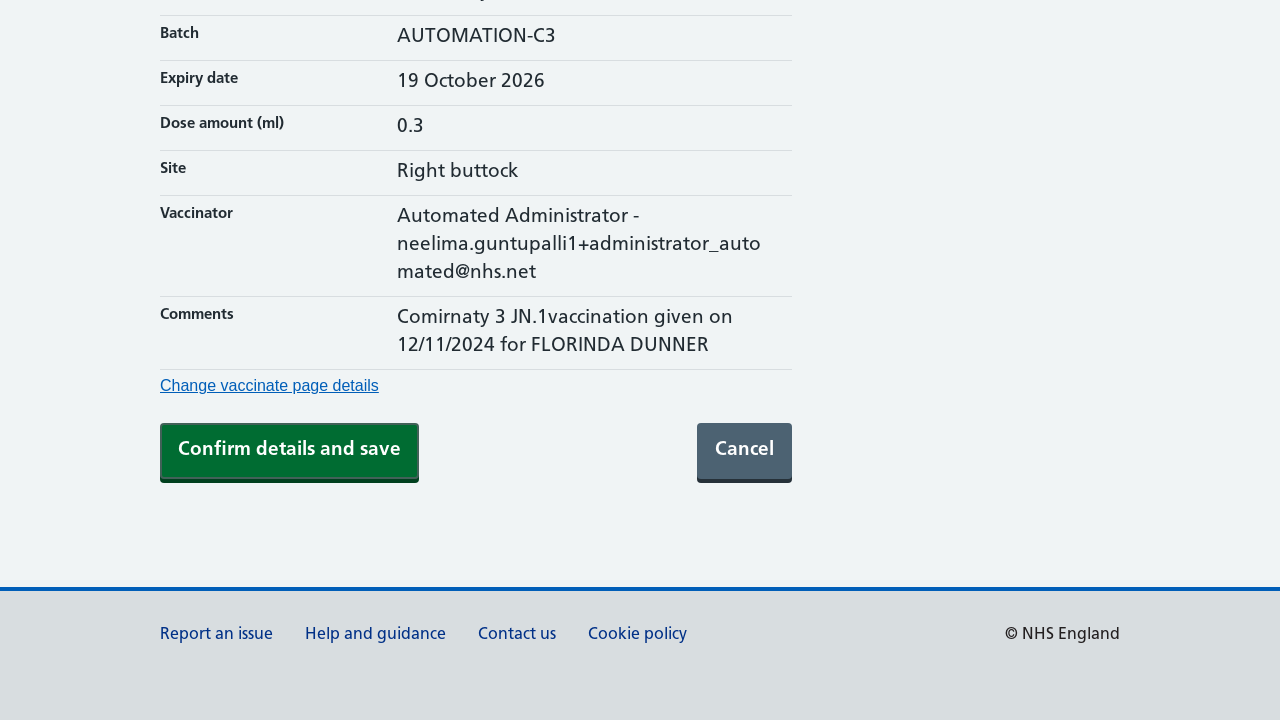 Batch
AUTOMATION-C3
Expiry date
19 October 2026
Dose amount (ml)
0.3
Site
Right buttock
Vaccinator
Automated Administrator -
neelima.guntupalli1+administrator_auto
mated@nhs.net
Comments
Comirnaty 3 JN.1vaccination given on
12/11/2024 for FLORINDA DUNNER
Change vaccinate page details
Confirm details and save
Cancel
Report an issue
Help and guidance
Contact us
Cookie policy
© NHS England